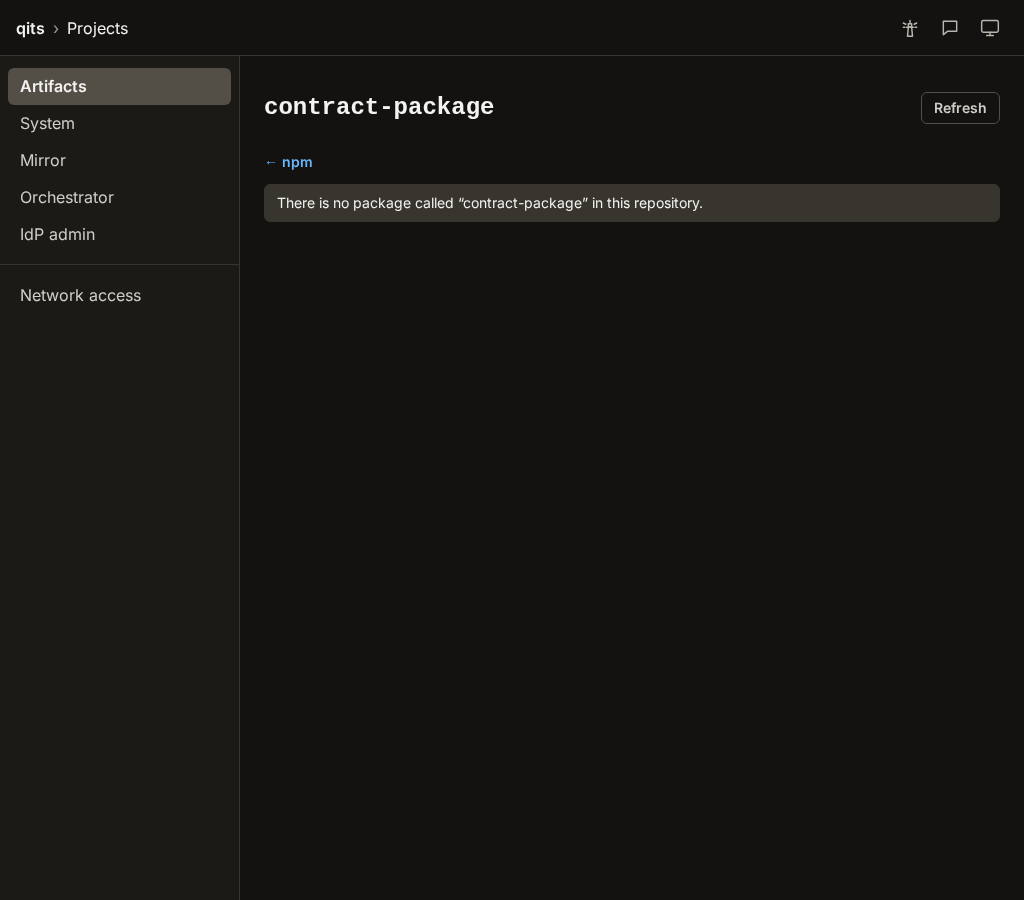 qits › Projects
Artifacts
System
Mirror
Orchestrator
IdP admin
Network access
contract-package
Refresh
← npm
There is no package called “contract-package” in this repository.